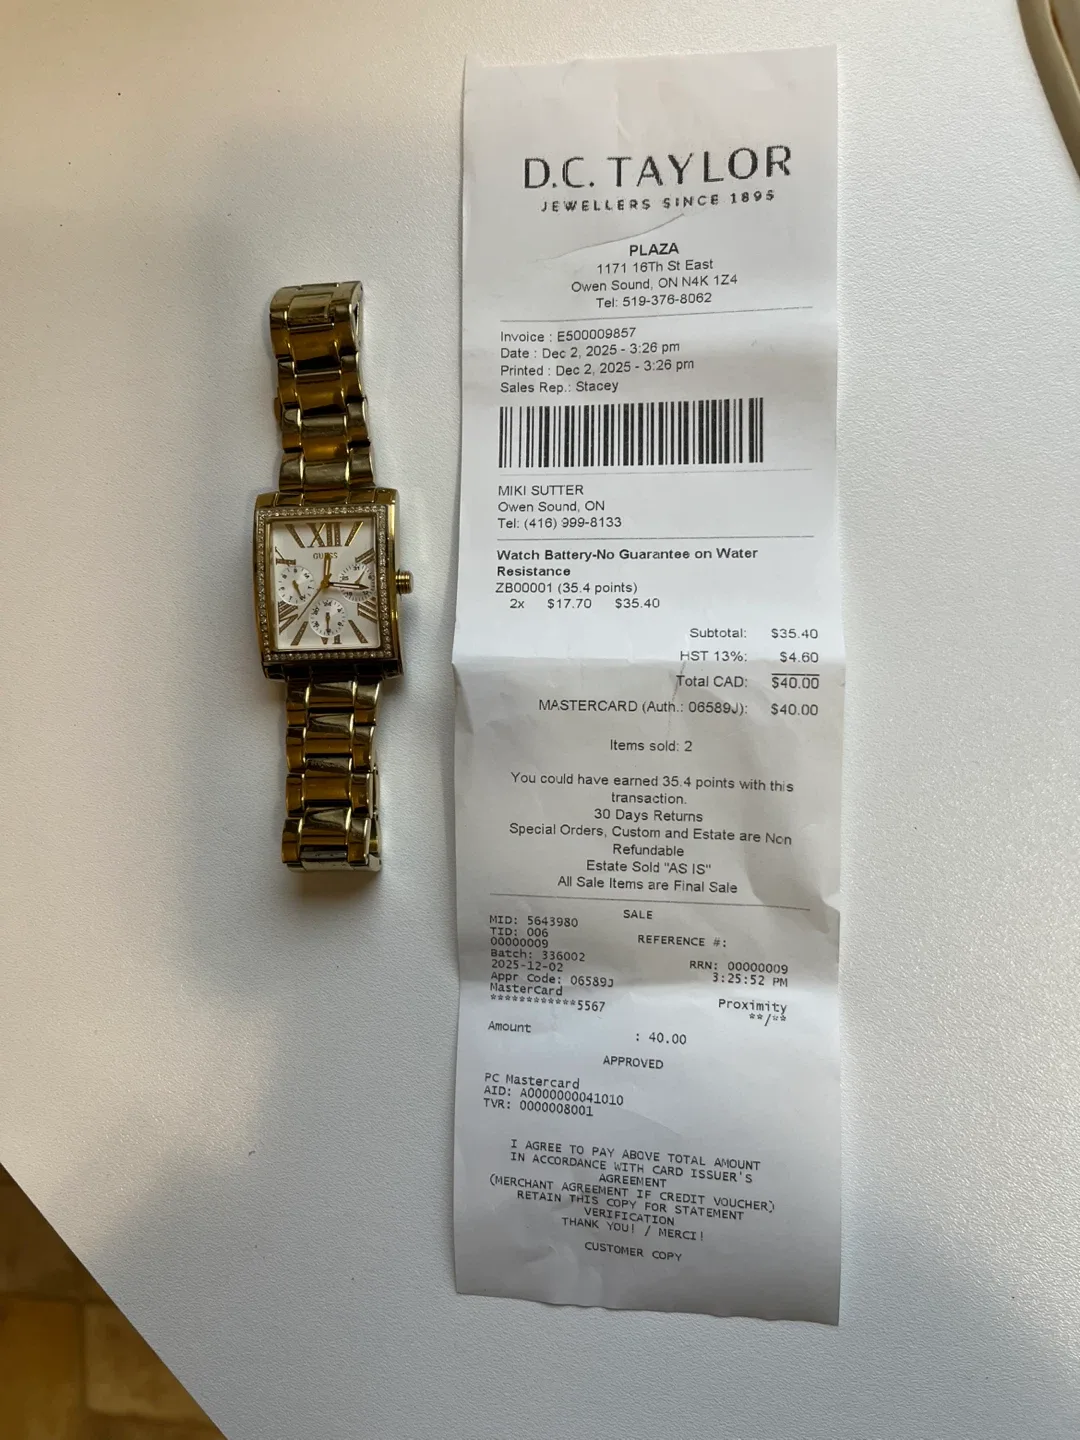 XII
GUESS
D.C. TAYLOR
JEWELLERS SINCE 1895
PLAZA
1171 16Th St East
Owen Sound, ON N4K 1Z4
Tel: 519-376-8062
Invoice : E500009857
Date : Dec 2, 2025 - 3:26 pm
Printed : Dec 2, 2025 - 3:26 pm
Sales Rep.: Stacey
MIKI SUTTER
Owen Sound, ON
Tel: (416) 999-8133
Watch Battery-No Guarantee on Water
Resistance
ZB00001 (35.4 points)
2x $17.70 $35.40
Subtotal: $35.40
HST 13%: $4.60
Total CAD: $40.00
MASTERCARD (Auth.: 06589J): $40.00
Items sold: 2
You could have earned 35.4 points with this
transaction.
30 Days Returns
Special Orders, Custom and Estate are Non
Refundable
Estate Sold "AS IS"
All Sale Items are Final Sale
SALE
MID: 5643980
TID: 006
REFERENCE #:
00000009
Batch: 336002
RRN: 00000009
2025-12-02
3:25:52 PM
Appr Code: 06589J
MasterCard
Proximity
************5567
**/**
Amount
: 40.00
APPROVED
PC Mastercard
AID: A0000000041010
TVR: 0000008001
I AGREE TO PAY ABOVE TOTAL AMOUNT
IN ACCORDANCE WITH CARD ISSUER'S
AGREEMENT
(MERCHANT AGREEMENT IF CREDIT VOUCHER)
RETAIN THIS COPY FOR STATEMENT
VERIFICATION
THANK YOU! / MERCI!
CUSTOMER COPY